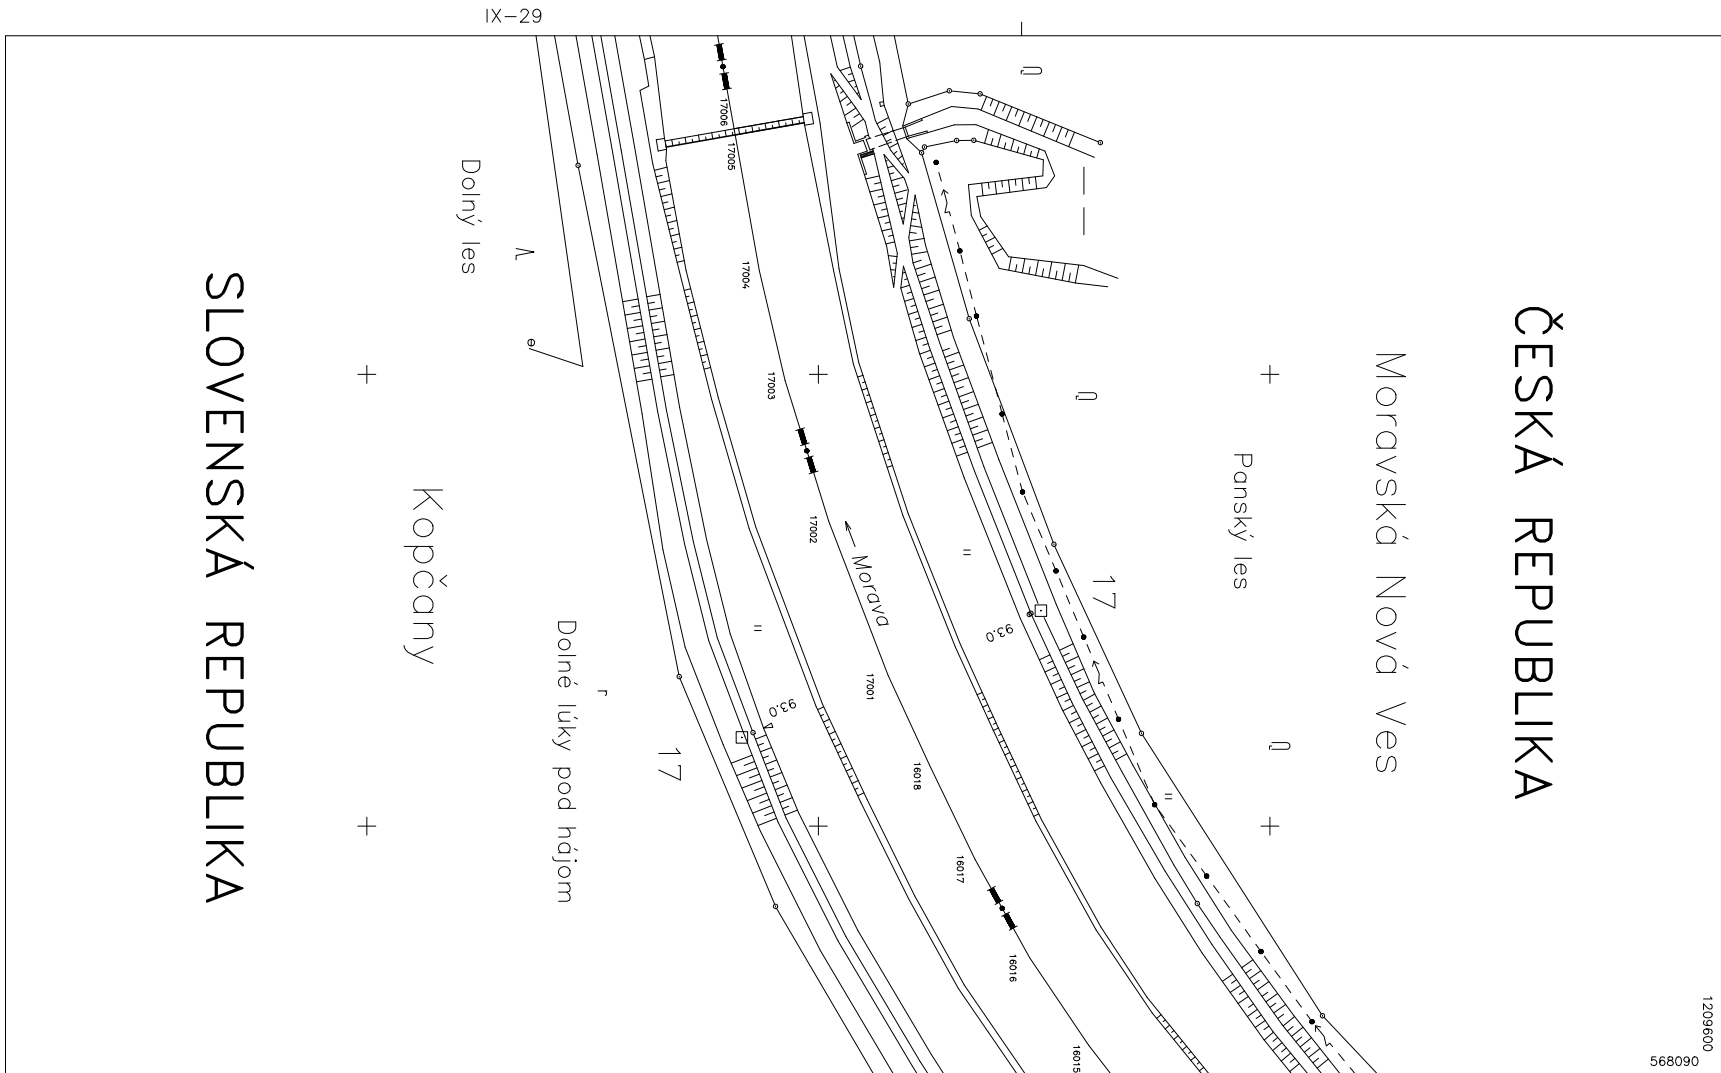 IX-29
ČESKÁ REPUBLIKA
Moravská Nová Ves
Panský les
17
93.0
Morava
17006
17005
17004
17003
17002
17001
16018
16017
16016
16015
93.0
17
Dolné lúky pod hájom
Dolný les
Kopčany
SLOVENSKÁ REPUBLIKA
1209600
568090